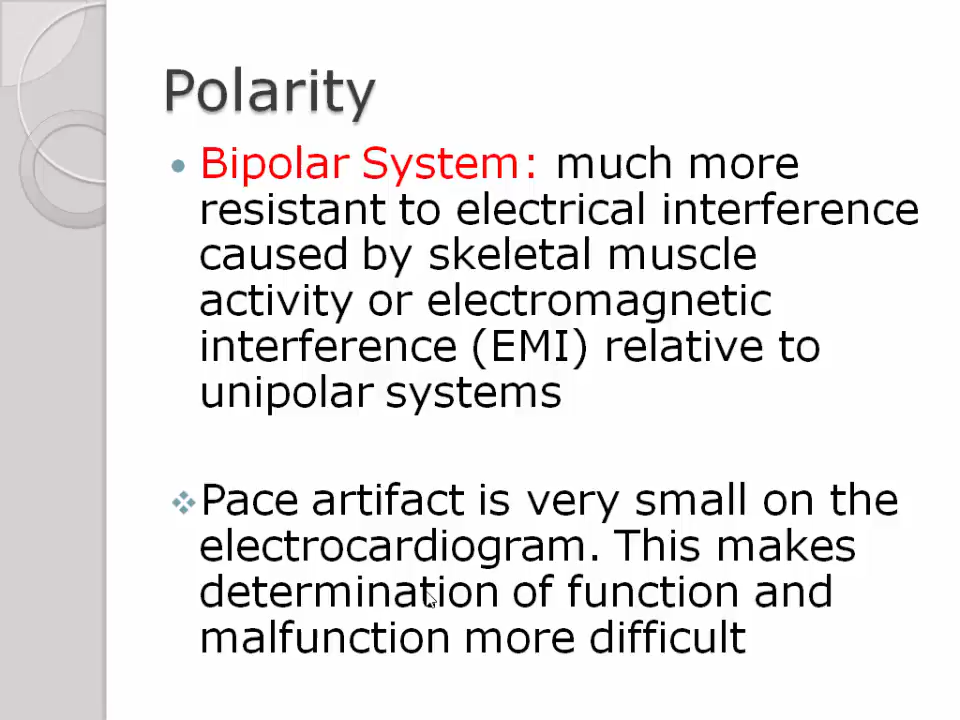 Polarity
• Bipolar System: much more
resistant to electrical interference
caused by skeletal muscle
activity or electromagnetic
interference (EMI) relative to
unipolar systems
❖Pace artifact is very small on the
electrocardiogram. This makes
determination of function and
malfunction more difficult